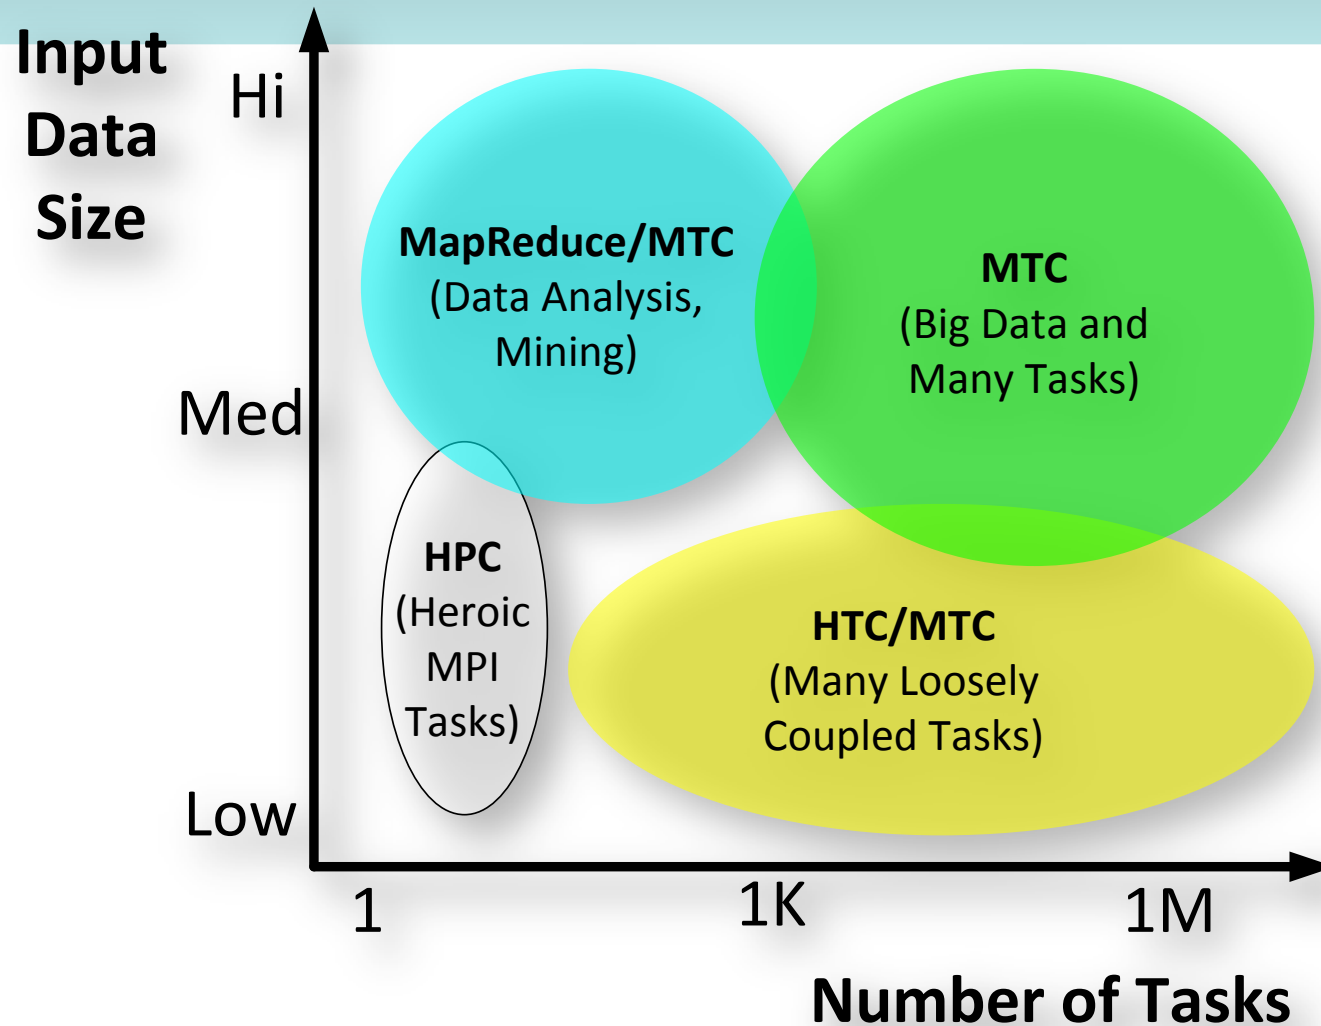 Input
Data
Size
Hi
Med
Low
MapReduce/MTC
(Data Analysis,
Mining)
MTC
(Big Data and
Many Tasks)
HPC
(Heroic
MPI
Tasks)
HTC/MTC
(Many Loosely
Coupled Tasks)
1
1K
1M
Number of Tasks